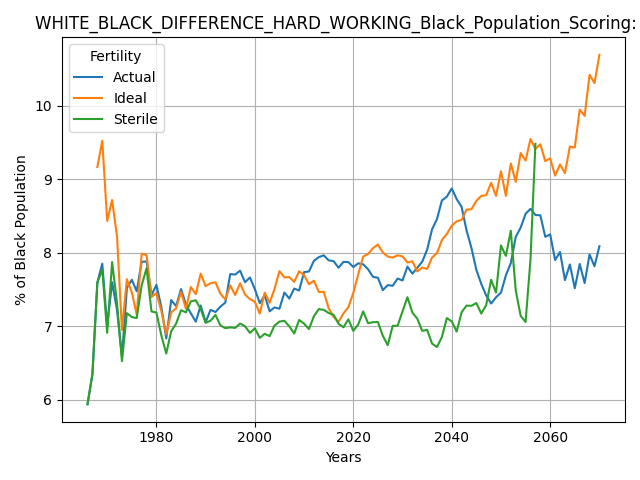 WHITE_BLACK_DIFFERENCE_HARD_WORKING_Black_Population_Scoring:
Fertility
Actual
Ideal
Sterile
% of Black Population
10
9
8
7
6
1980 2000 2020 2040 2060
Years